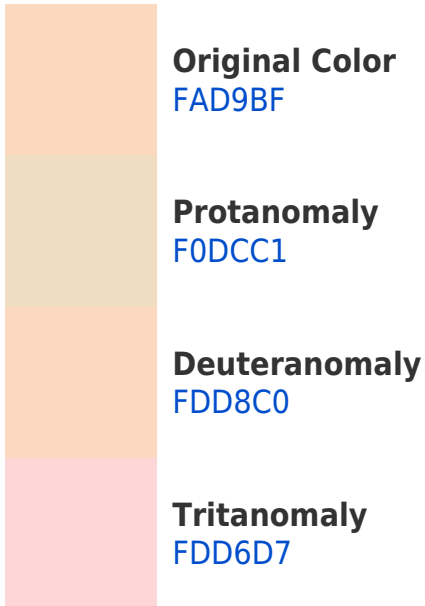 Original Color
FAD9BF
Protanomaly
F0DCC1
Deuteranomaly
FDD8C0
Tritanomaly
FDD6D7